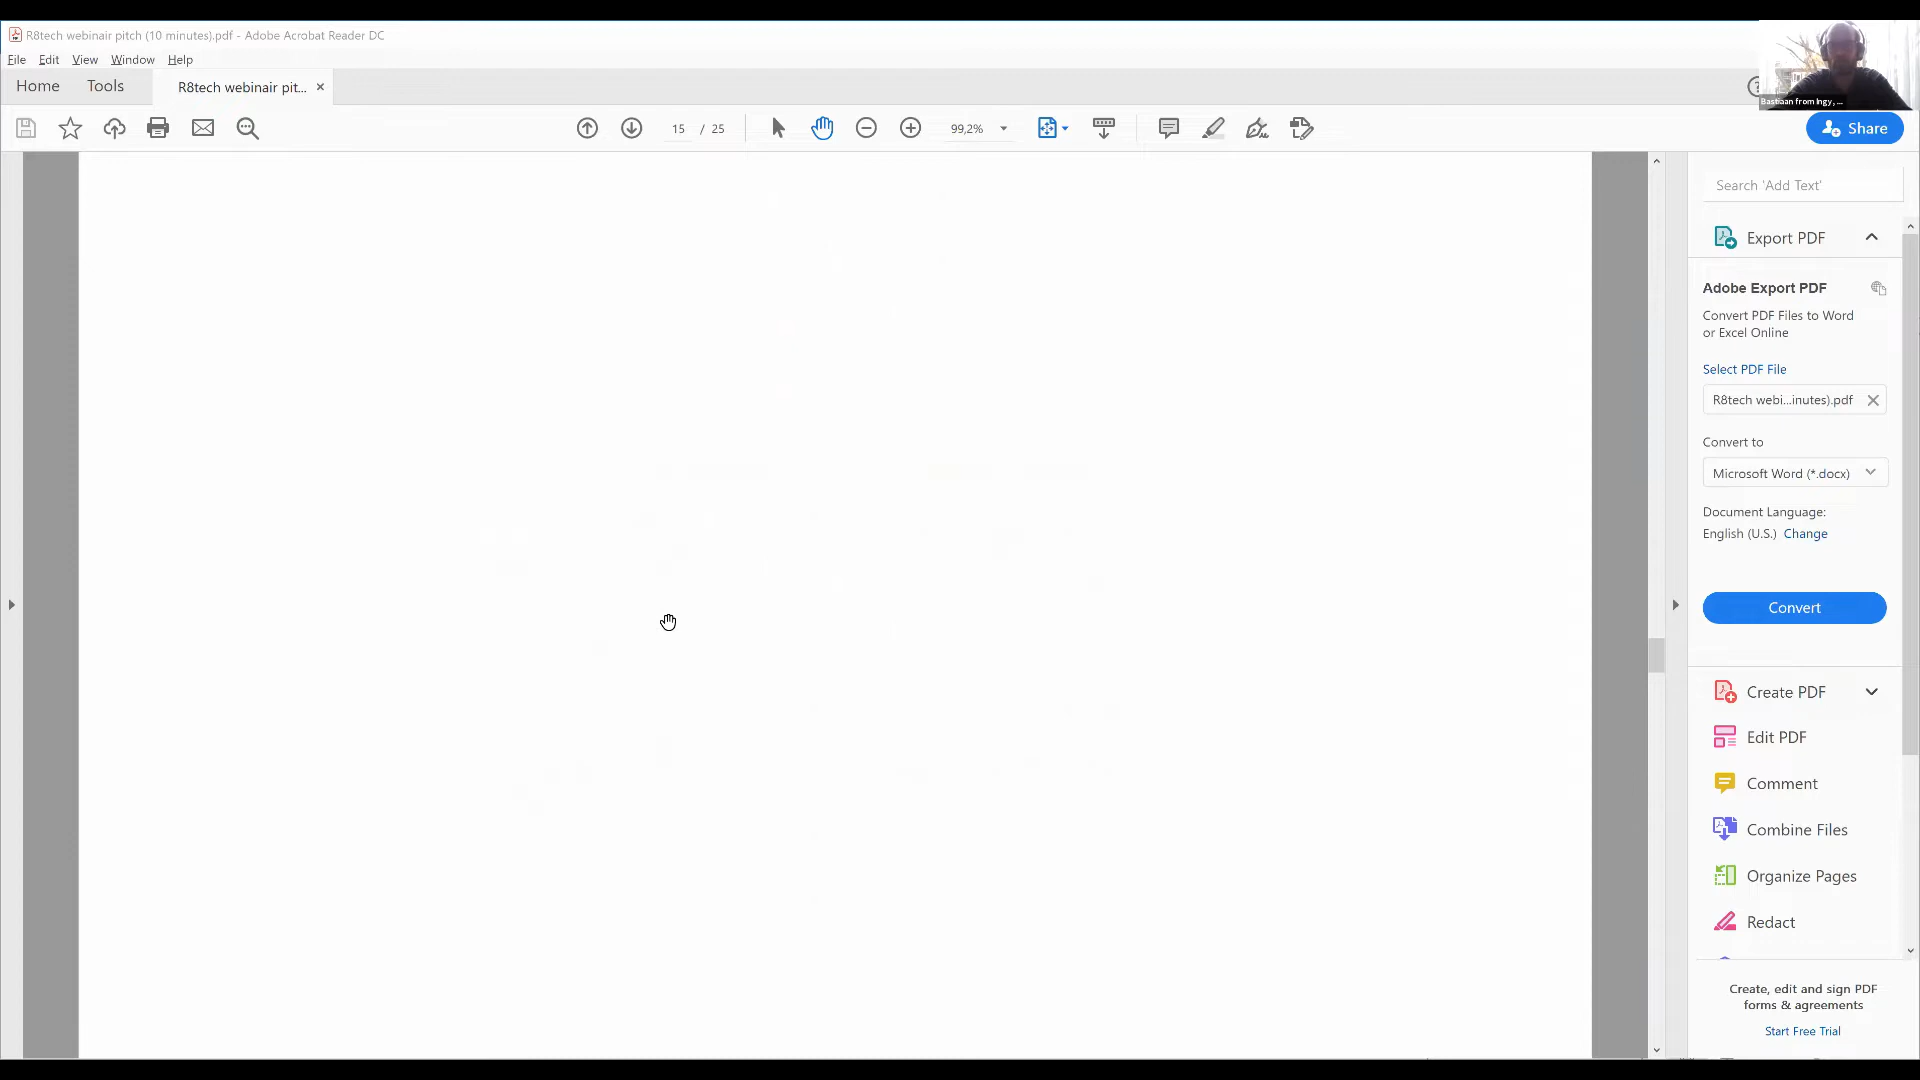 R8tech webinair pitch (10 minutes).pdf - Adobe Acrobat Reader DC
File Edit View Window Help
Home Tools R8tech webinair pit... ×
15 / 25 99,2%
Bastiaan from Ingy, ...
Share
Search 'Add Text'
Export PDF
Adobe Export PDF
Convert PDF Files to Word
or Excel Online
Select PDF File
R8tech webi...inutes).pdf
Convert to
Microsoft Word (*.docx)
Document Language:
English (U.S.) Change
Convert
Create PDF
Edit PDF
Comment
Combine Files
Organize Pages
Redact
Create, edit and sign PDF
forms & agreements
Start Free Trial